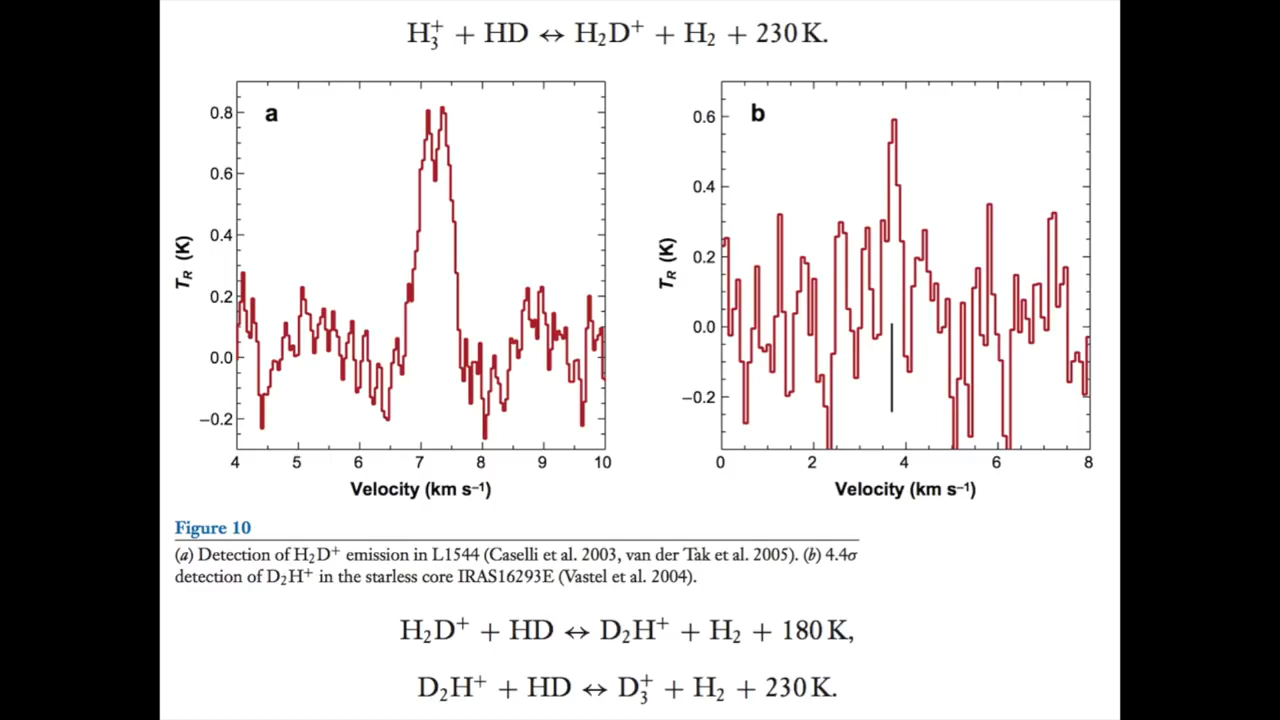 H₃⁺ + HD ↔ H₂D⁺ + H₂ + 230 K.
a
0.8
0.6
0.4
0.2
0.0
−0.2
T_R (K)
4 5 6 7 8 9 10
Velocity (km s⁻¹)
b
0.6
0.4
0.2
0.0
−0.2
T_R (K)
0 2 4 6 8
Velocity (km s⁻¹)
Figure 10
(a) Detection of H₂D⁺ emission in L1544 (Caselli et al. 2003, van der Tak et al. 2005). (b) 4.4σ
detection of D₂H⁺ in the starless core IRAS16293E (Vastel et al. 2004).
H₂D⁺ + HD ↔ D₂H⁺ + H₂ + 180 K,
D₂H⁺ + HD ↔ D₃⁺ + H₂ + 230 K.